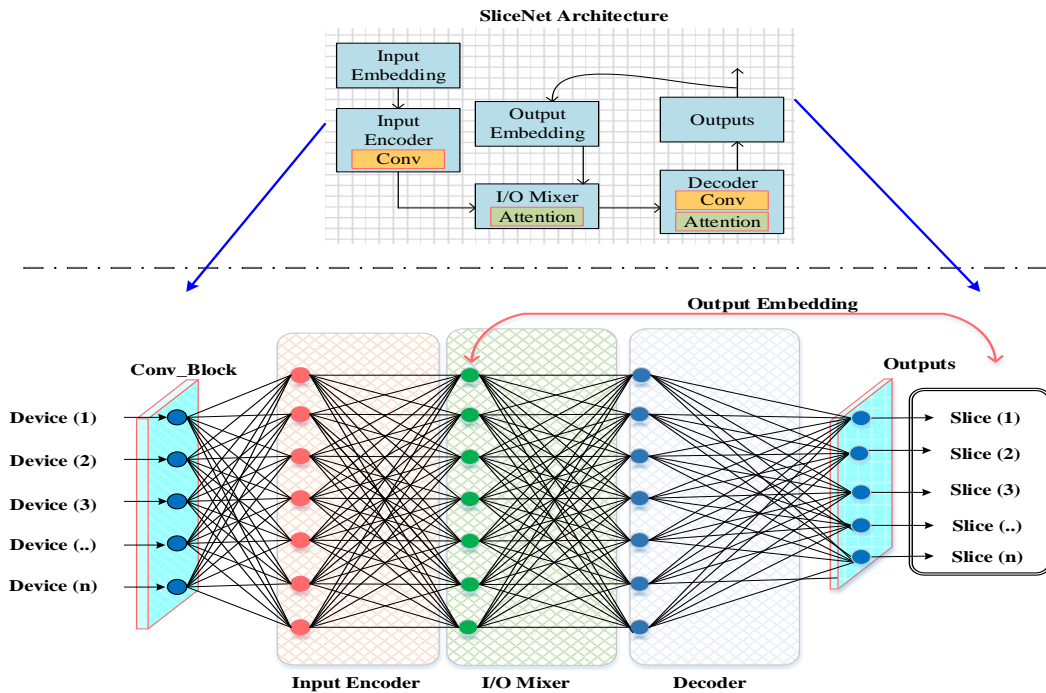 SliceNet Architecture
Input
Embedding
Input
Encoder
Conv
Output
Embedding
Outputs
I/O Mixer
Attention
Decoder
Conv
Attention
Output Embedding
Conv_Block
Outputs
Device (1)
Device (2)
Device (3)
Device (..)
Device (n)
Slice (1)
Slice (2)
Slice (3)
Slice (..)
Slice (n)
Input Encoder
I/O Mixer
Decoder